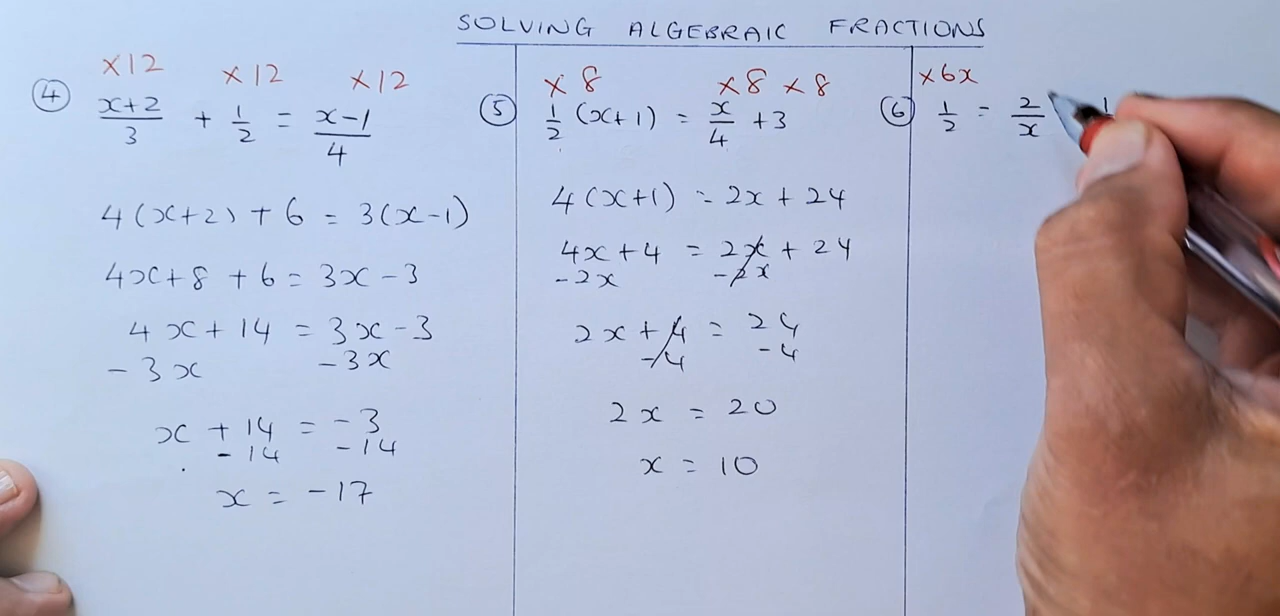 SOLVING ALGEBRAIC FRACTIONS
×12 ×12 ×12
④ (x+2)/3 + 1/2 = (x-1)/4
4(x+2) + 6 = 3(x-1)
4x+8 + 6 = 3x-3
4x+14 = 3x-3
-3x -3x
x + 14 = -3
-14 -14
x = -17
×8 ×8 ×8
⑤ 1/2 (x+1) = x/4 +3
4(x+1) = 2x + 24
4x+4 = 2x + 24
-2x -2x
2x+4 = 24
-4 -4
2x = 20
x = 10
×6x
⑥ 1/2 = 2/x